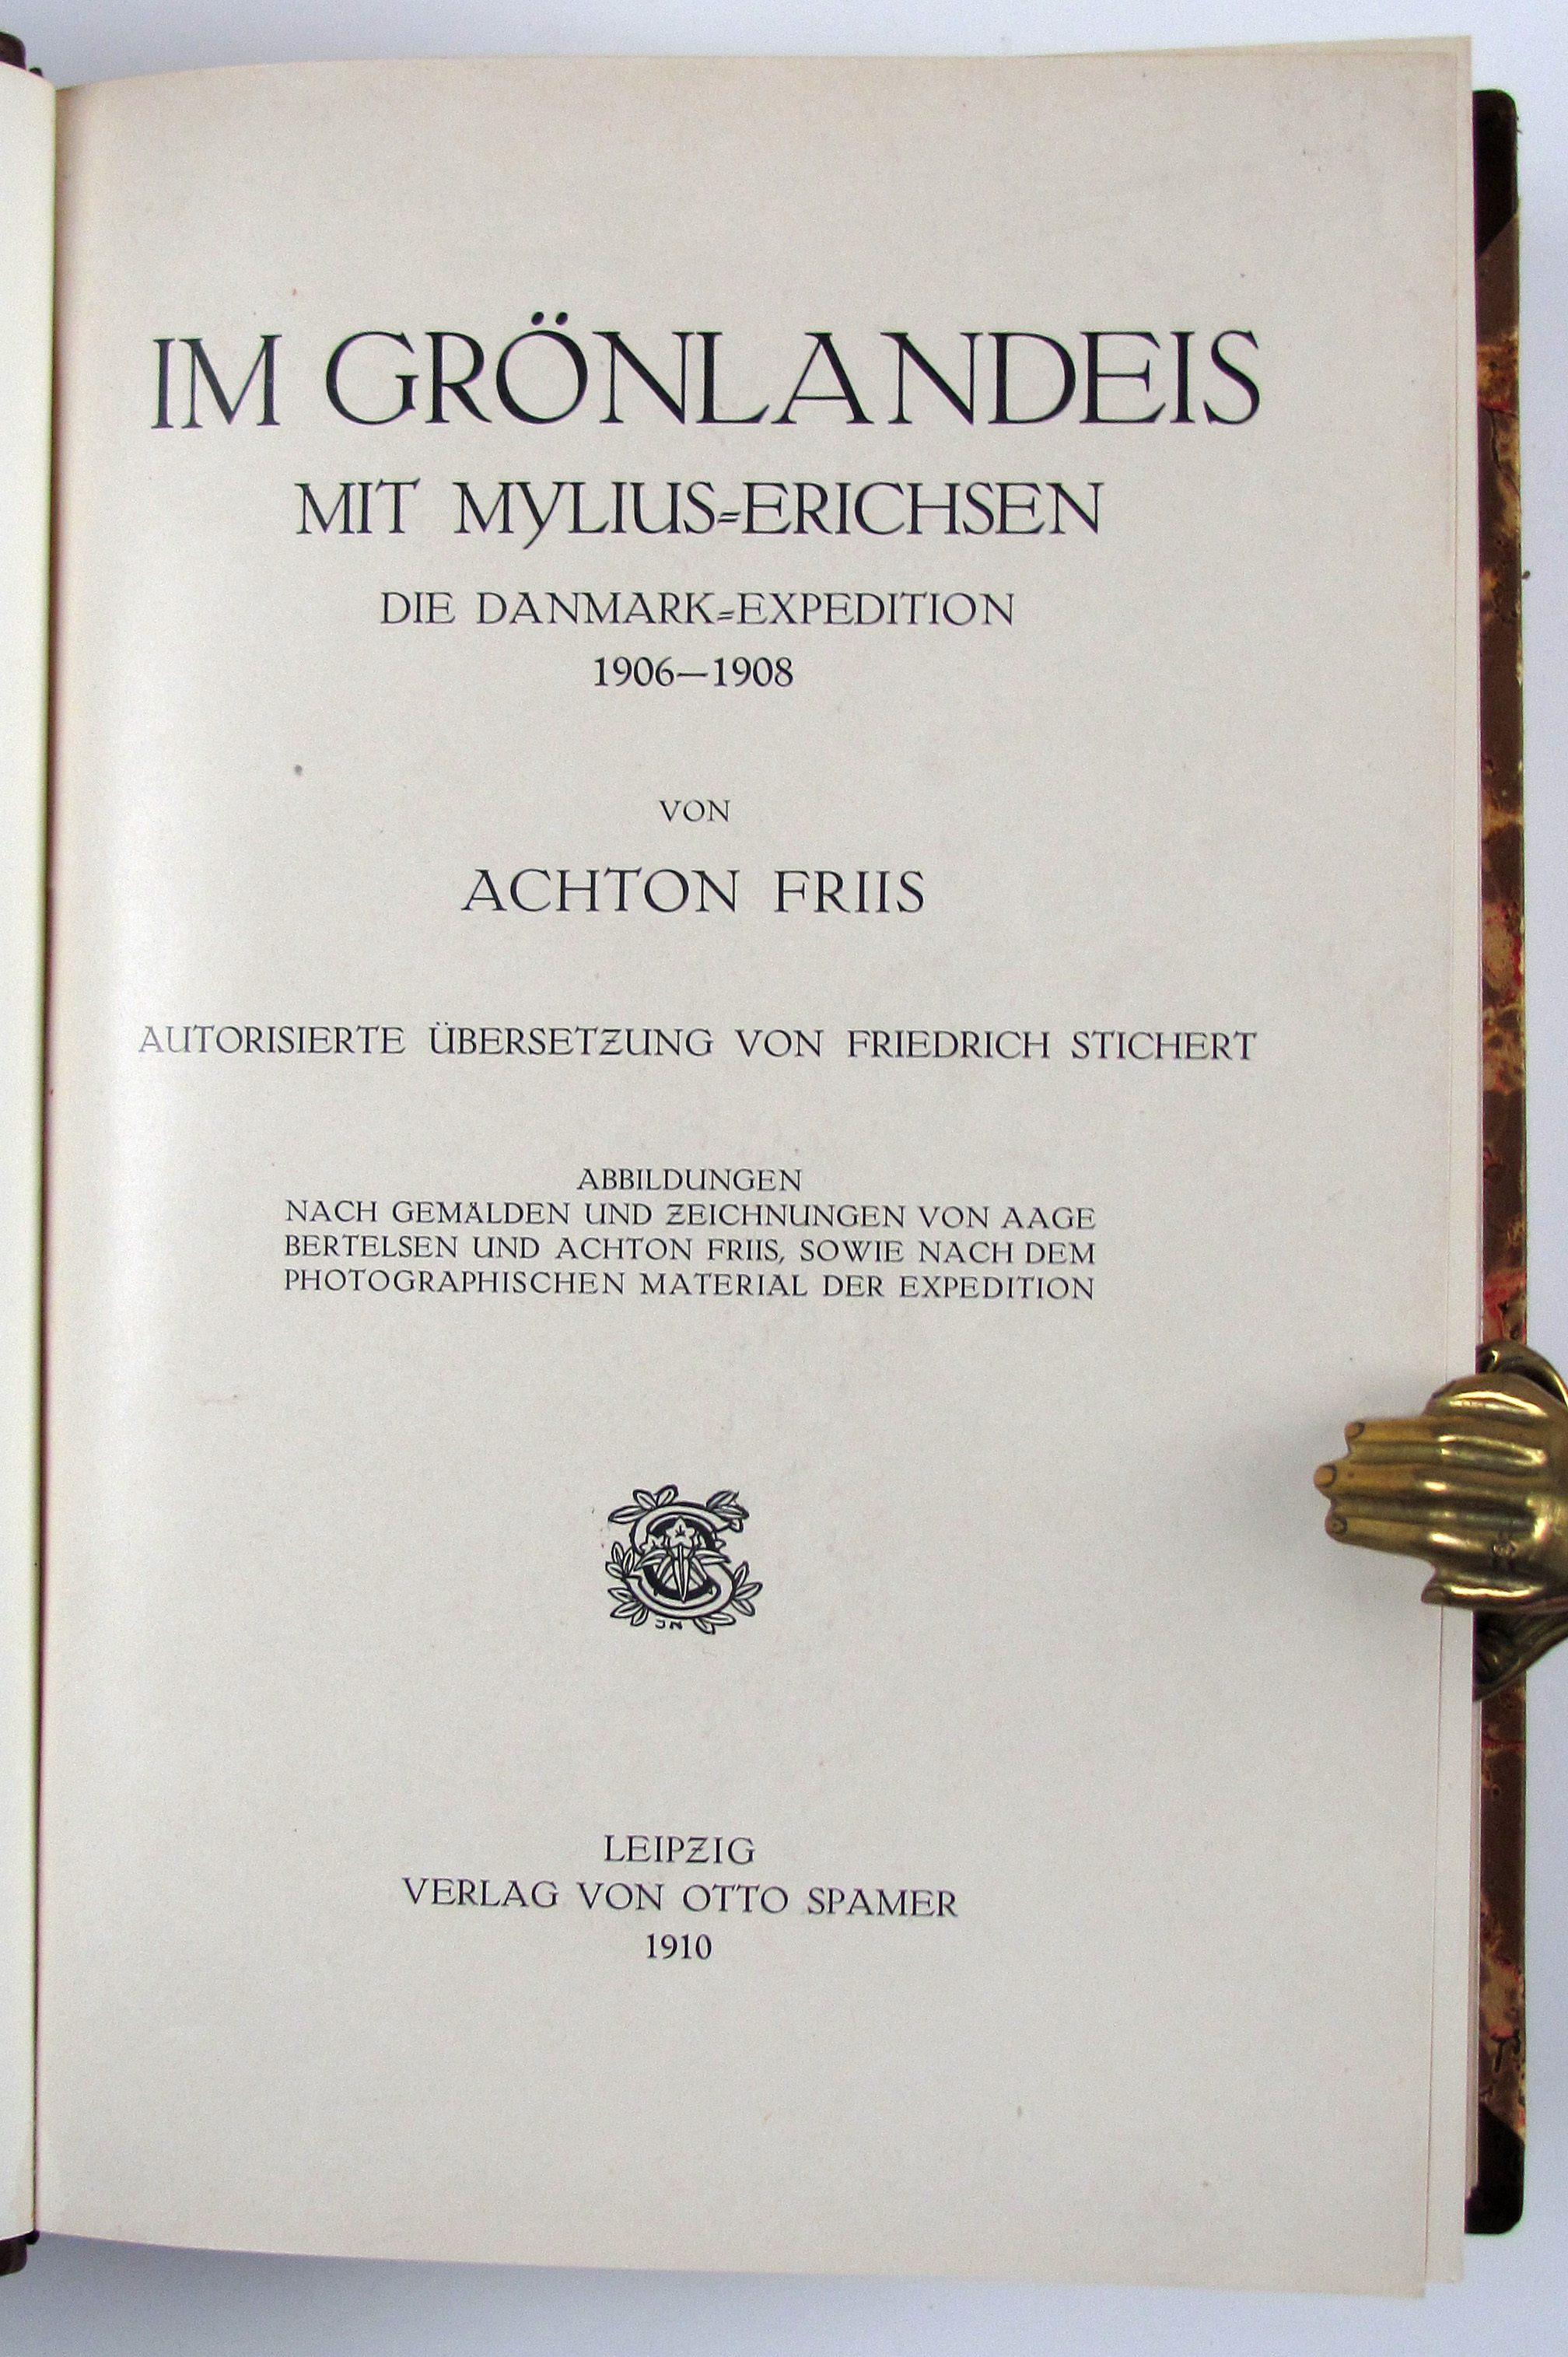 IM GRÖNLANDEIS
MIT MYLIUS-ERICHSEN
DIE DANMARK-EXPEDITION
1906—1908
VON
ACHTON FRIIS
AUTORISIERTE ÜBERSETZUNG VON FRIEDRICH STICHERT
ABBILDUNGEN
NACH GEMÄLDEN UND ZEICHNUNGEN VON AAGE
BERTELSEN UND ACHTON FRIIS, SOWIE NACH DEM
PHOTOGRAPHISCHEN MATERIAL DER EXPEDITION
LEIPZIG
VERLAG VON OTTO SPAMER
1910